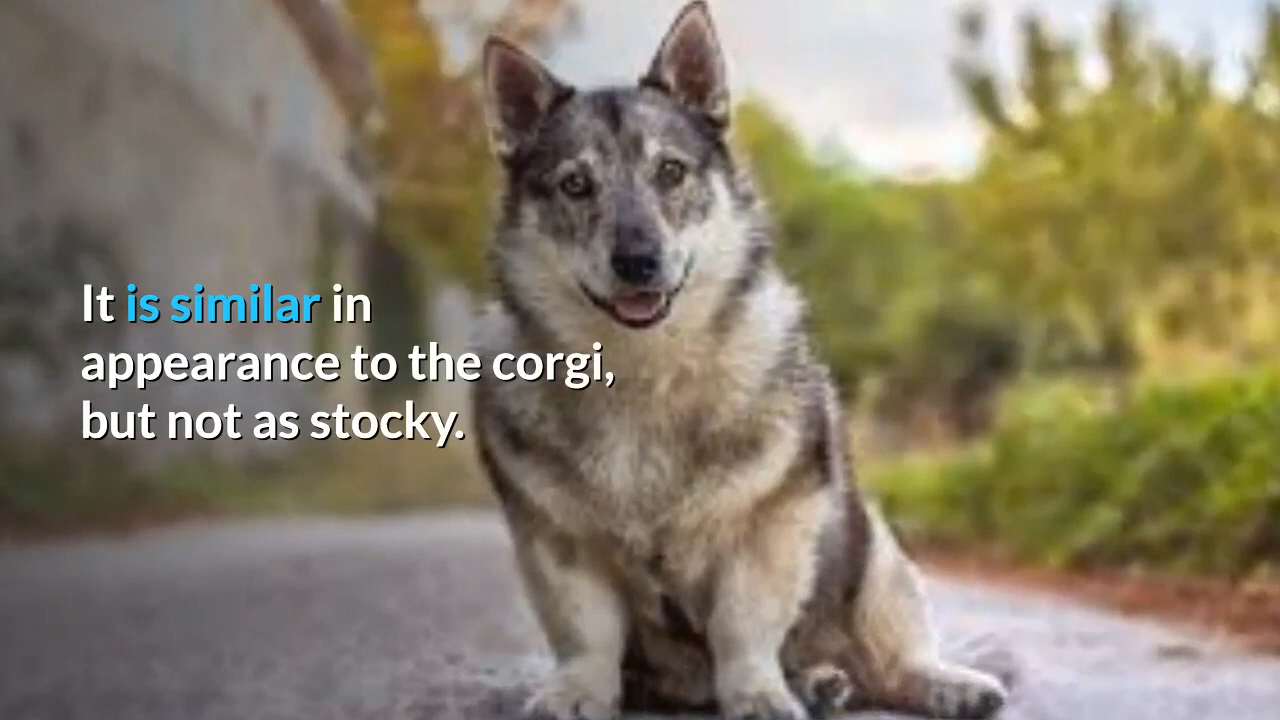 It is similar in
appearance to the corgi,
but not as stocky.